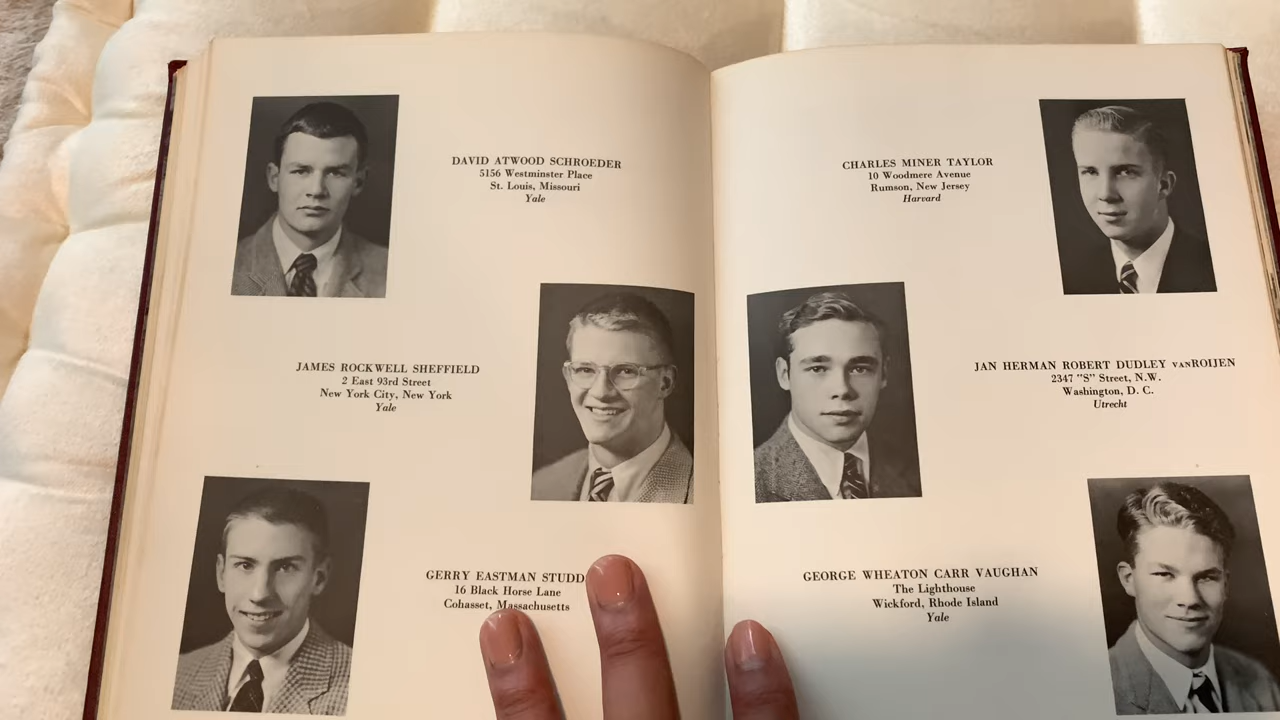 DAVID ATWOOD SCHROEDER
5156 Westminster Place
St. Louis, Missouri
Yale
JAMES ROCKWELL SHEFFIELD
2 East 93rd Street
New York City, New York
Yale
GERRY EASTMAN STUDD
16 Black Horse Lane
Cohasset, Massachusetts
CHARLES MINER TAYLOR
10 Woodmere Avenue
Rumson, New Jersey
Harvard
JAN HERMAN ROBERT DUDLEY VANROIJEN
2347 "S" Street, N.W.
Washington, D. C.
Utrecht
GEORGE WHEATON CARR VAUGHAN
The Lighthouse
Wickford, Rhode Island
Yale